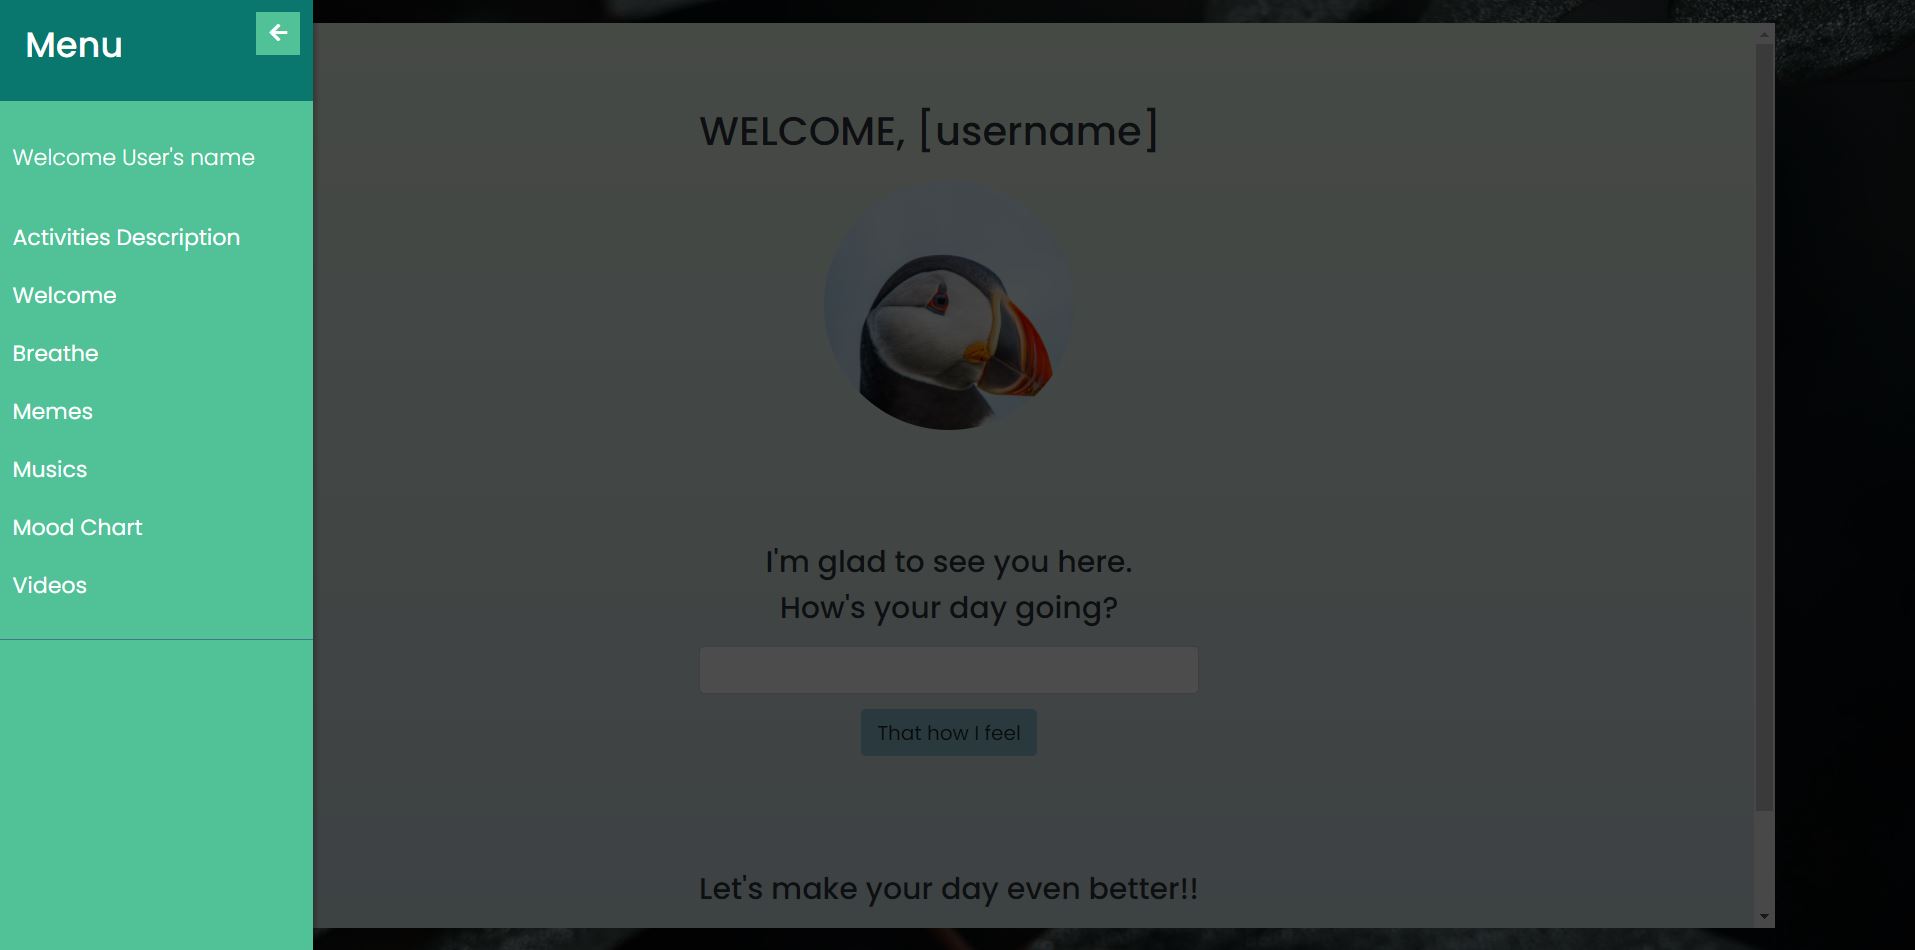 Menu
Welcome User's name
Activities Description
Welcome
Breathe
Memes
Musics
Mood Chart
Videos
WELCOME, [username]
I'm glad to see you here.
How's your day going?
That how I feel
Let's make your day even better!!